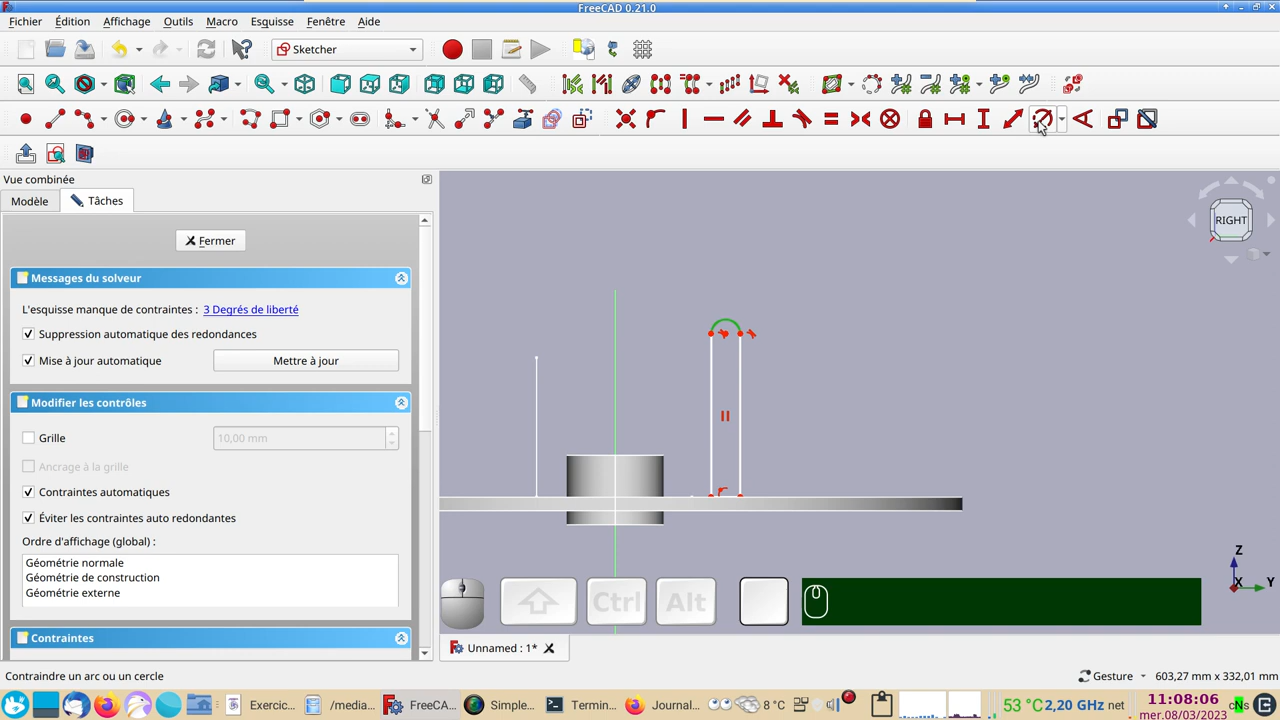 FreeCAD 0.21.0
Fichier Édition Affichage Outils Macro Esquisse Fenêtre Aide
Sketcher
Vue combinée
Modèle Tâches
Fermer
Messages du solveur
L'esquisse manque de contraintes : 3 Degrés de liberté
Suppression automatique des redondances
Mise à jour automatique Mettre à jour
Modifier les contrôles
Grille 10,00 mm
Ancrage à la grille
Contraintes automatiques
Éviter les contraintes auto redondantes
Ordre d'affichage (global) :
Géométrie normale
Géométrie de construction
Géométrie externe
Contraintes
RIGHT
Z
X
Y
Ctrl Alt
Unnamed : 1*
Contraindre un arc ou un cercle
Gesture 603,27 mm x 332,01 mm
Exercic... /media... FreeCA... Simple... Termin... Journal... 8 °C 53 °C 2,20 GHz net 11:08:06
mer.08/03/2023
cNs